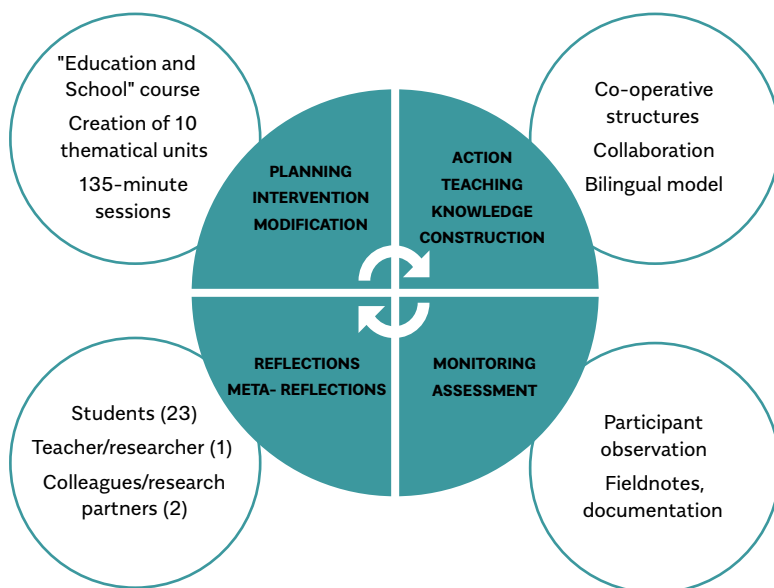 "Education and
School" course
Creation of 10
thematical units
135-minute
sessions
PLANNING
INTERVENTION
MODIFICATION
ACTION
TEACHING
KNOWLEDGE
CONSTRUCTION
Co-operative
structures
Collaboration
Bilingual model
Students (23)
Teacher/researcher (1)
Colleagues/research
partners (2)
REFLECTIONS
META- REFLECTIONS
MONITORING
ASSESSMENT
Participant
observation
Fieldnotes,
documentation